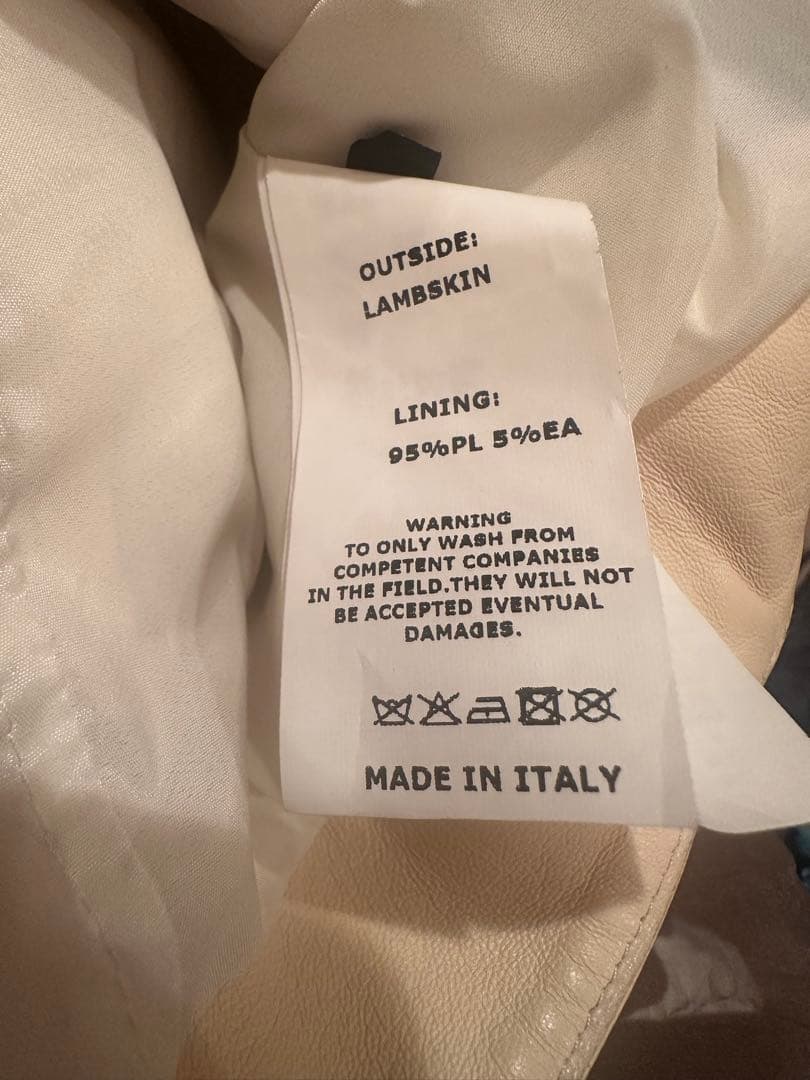 OUTSIDE:
LAMBSKIN
LINING:
95%PL 5%EA
WARNING
TO ONLY WASH FROM
COMPETENT COMPANIES
IN THE FIELD.THEY WILL NOT
BE ACCEPTED EVENTUAL
DAMAGES.
MADE IN ITALY